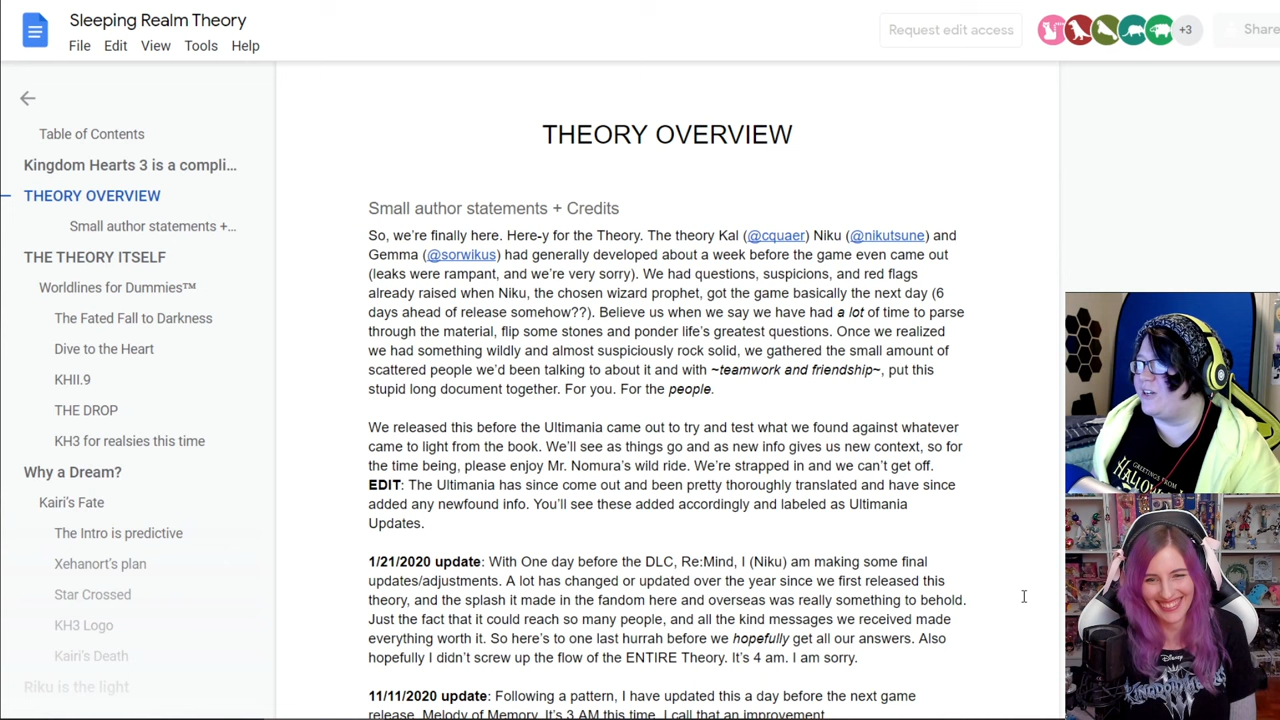 Sleeping Realm Theory
File Edit View Tools Help
Request edit access
+3
Share
Table of Contents
Kingdom Hearts 3 is a compli...
THEORY OVERVIEW
Small author statements +...
THE THEORY ITSELF
Worldlines for Dummies™
The Fated Fall to Darkness
Dive to the Heart
KHII.9
THE DROP
KH3 for realsies this time
Why a Dream?
Kairi's Fate
The Intro is predictive
Xehanort's plan
Star Crossed
KH3 Logo
Kairi's Death
Riku is the light
THEORY OVERVIEW
Small author statements + Credits
So, we're finally here. Here-y for the Theory. The theory Kal (@cquaer) Niku (@nikutsune) and
Gemma (@sorwikus) had generally developed about a week before the game even came out
(leaks were rampant, and we're very sorry). We had questions, suspicions, and red flags
already raised when Niku, the chosen wizard prophet, got the game basically the next day (6
days ahead of release somehow??). Believe us when we say we have had a lot of time to parse
through the material, flip some stones and ponder life's greatest questions. Once we realized
we had something wildly and almost suspiciously rock solid, we gathered the small amount of
scattered people we'd been talking to about it and with ~teamwork and friendship~, put this
stupid long document together. For you. For the people.
We released this before the Ultimania came out to try and test what we found against whatever
came to light from the book. We'll see as things go and as new info gives us new context, so for
the time being, please enjoy Mr. Nomura's wild ride. We're strapped in and we can't get off.
EDIT: The Ultimania has since come out and been pretty thoroughly translated and have since
added any newfound info. You'll see these added accordingly and labeled as Ultimania
Updates.
1/21/2020 update: With One day before the DLC, Re:Mind, I (Niku) am making some final
updates/adjustments. A lot has changed or updated over the year since we first released this
theory, and the splash it made in the fandom here and overseas was really something to behold.
Just the fact that it could reach so many people, and all the kind messages we received made
everything worth it. So here's to one last hurrah before we hopefully get all our answers. Also
hopefully I didn't screw up the flow of the ENTIRE Theory. It's 4 am. I am sorry.
11/11/2020 update: Following a pattern, I have updated this a day before the next game
release, Melody of Memory. It's 3 AM this time, I call that an improvement.
GREETINGS FROM
HALLOW
Disney
KINGDOM HEARTS